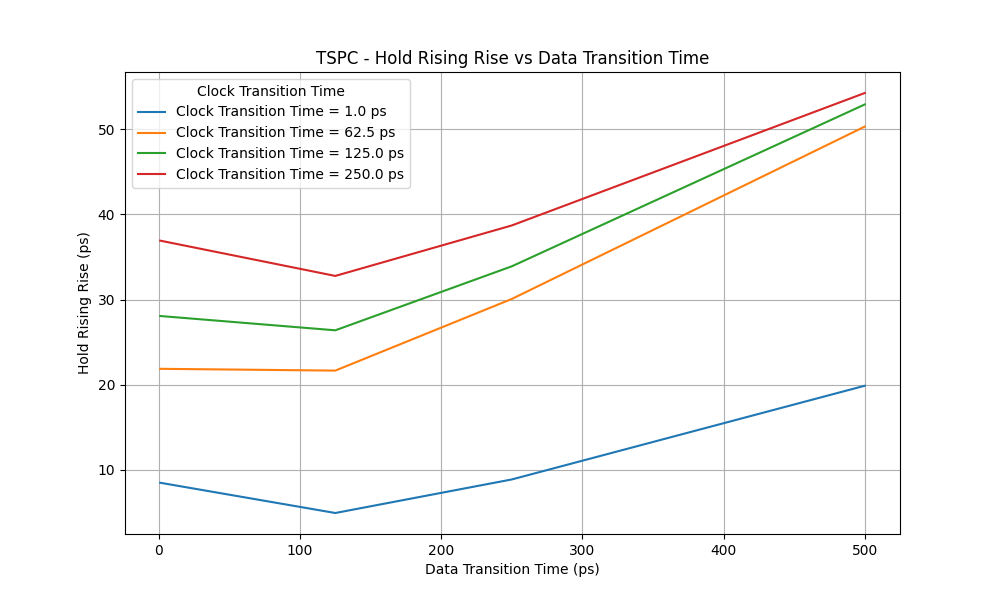 TSPC - Hold Rising Rise vs Data Transition Time
Clock Transition Time
Clock Transition Time = 1.0 ps
Clock Transition Time = 62.5 ps
Clock Transition Time = 125.0 ps
Clock Transition Time = 250.0 ps
Hold Rising Rise (ps)
50
40
30
20
10
0 100 200 300 400 500
Data Transition Time (ps)